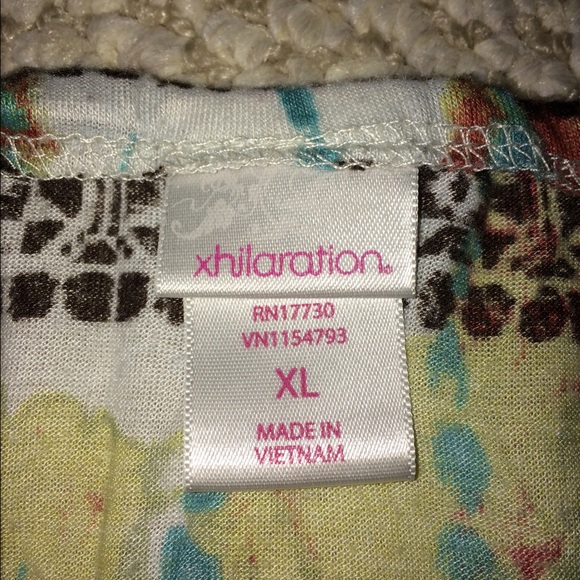 xhilaration®
RN17730
VN1154793
XL
MADE IN
VIETNAM